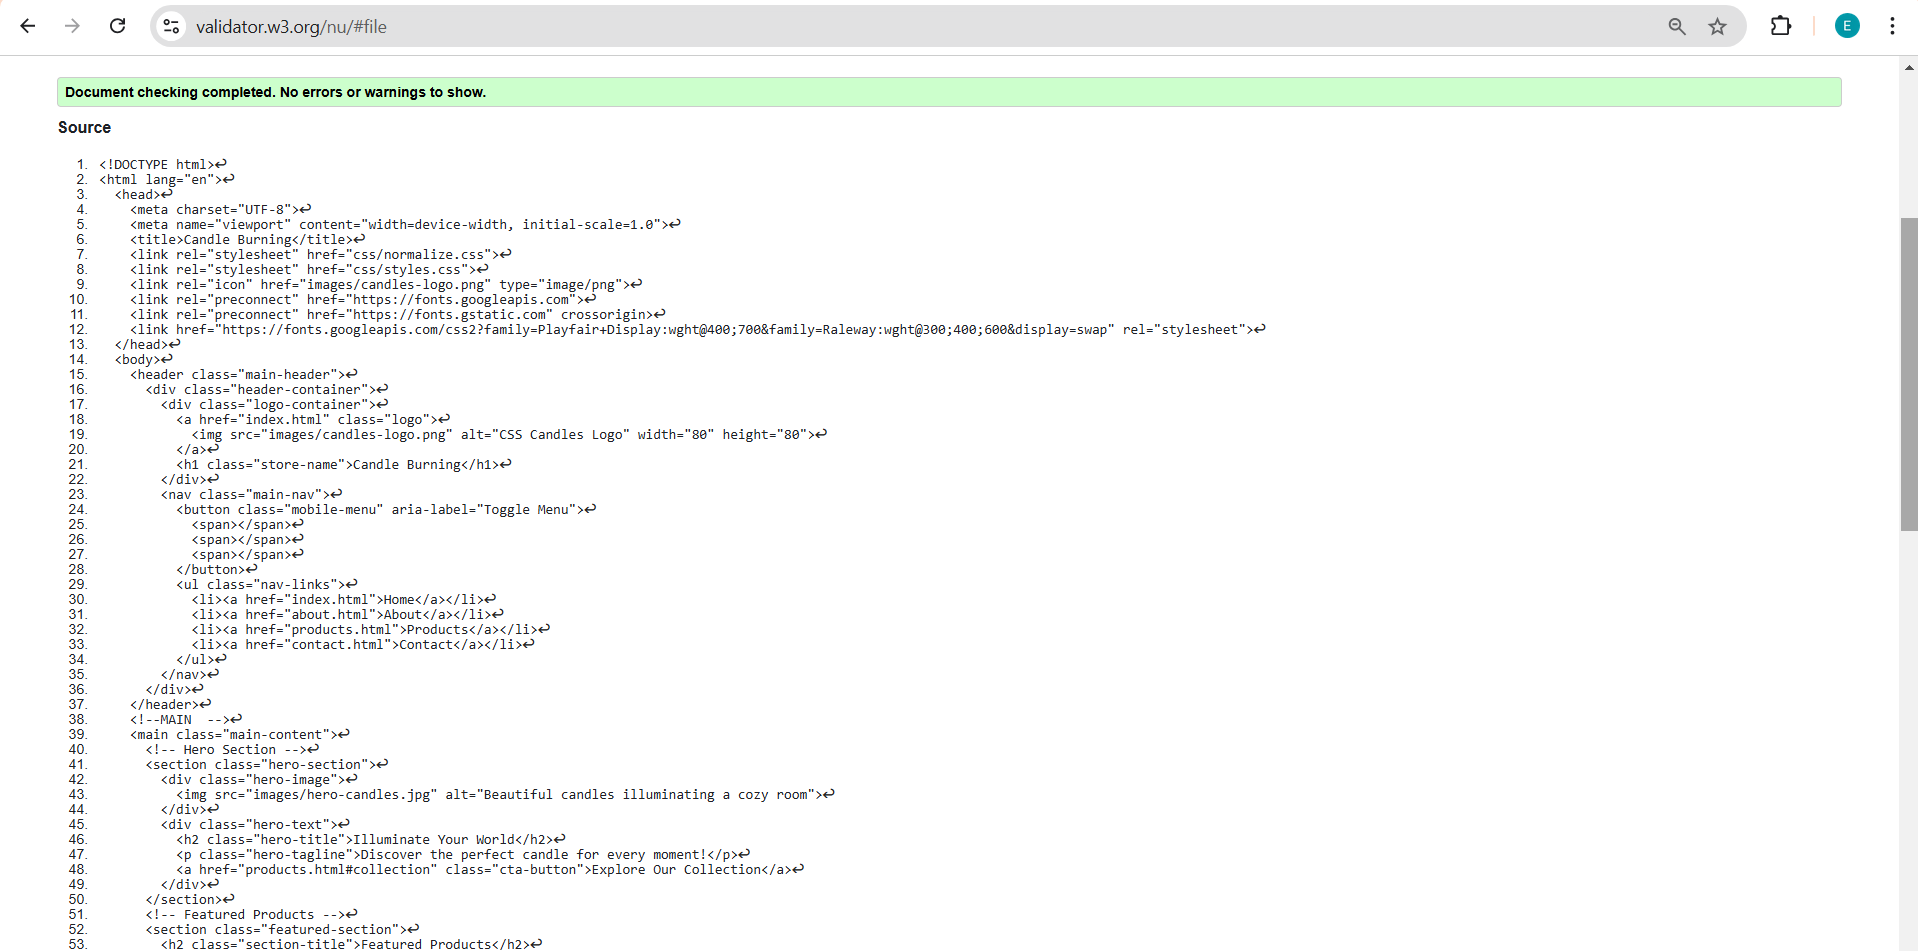 validator.w3.org/nu/#file
E
Document checking completed. No errors or warnings to show.
Source
1. <!DOCTYPE html>↩
2. <html lang="en">↩
3. <head>↩
4. <meta charset="UTF-8">↩
5. <meta name="viewport" content="width=device-width, initial-scale=1.0">↩
6. <title>Candle Burning</title>↩
7. <link rel="stylesheet" href="css/normalize.css">↩
8. <link rel="stylesheet" href="css/styles.css">↩
9. <link rel="icon" href="images/candles-logo.png" type="image/png">↩
10. <link rel="preconnect" href="https://fonts.googleapis.com">↩
11. <link rel="preconnect" href="https://fonts.gstatic.com" crossorigin>↩
12. <link href="https://fonts.googleapis.com/css2?family=Playfair+Display:wght@400;700&family=Raleway:wght@300;400;600&display=swap" rel="stylesheet">↩
13. </head>↩
14. <body>↩
15. <header class="main-header">↩
16. <div class="header-container">↩
17. <div class="logo-container">↩
18. <a href="index.html" class="logo">↩
19. <img src="images/candles-logo.png" alt="CSS Candles Logo" width="80" height="80">↩
20. </a>↩
21. <h1 class="store-name">Candle Burning</h1>↩
22. </div>↩
23. <nav class="main-nav">↩
24. <button class="mobile-menu" aria-label="Toggle Menu">↩
25. <span></span>↩
26. <span></span>↩
27. <span></span>↩
28. </button>↩
29. <ul class="nav-links">↩
30. <li><a href="index.html">Home</a></li>↩
31. <li><a href="about.html">About</a></li>↩
32. <li><a href="products.html">Products</a></li>↩
33. <li><a href="contact.html">Contact</a></li>↩
34. </ul>↩
35. </nav>↩
36. </div>↩
37. </header>↩
38. <!--MAIN  -->↩
39. <main class="main-content">↩
40. <!-- Hero Section -->↩
41. <section class="hero-section">↩
42. <div class="hero-image">↩
43. <img src="images/hero-candles.jpg" alt="Beautiful candles illuminating a cozy room">↩
44. </div>↩
45. <div class="hero-text">↩
46. <h2 class="hero-title">Illuminate Your World</h2>↩
47. <p class="hero-tagline">Discover the perfect candle for every moment!</p>↩
48. <a href="products.html#collection" class="cta-button">Explore Our Collection</a>↩
49. </div>↩
50. </section>↩
51. <!-- Featured Products -->↩
52. <section class="featured-section">↩
53. <h2 class="section-title">Featured Products</h2>↩